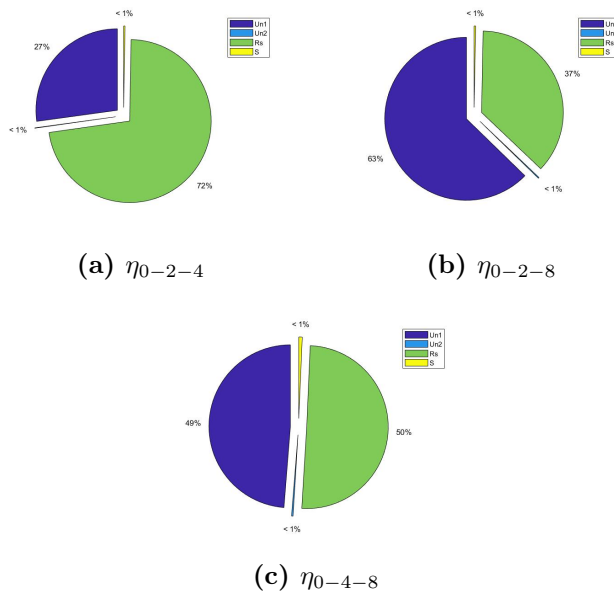 < 1%
27%
< 1%
72%
Un1
Un2
Rs
S
(a) η0−2−4
< 1%
37%
63%
< 1%
Un
Un
Rs
S
(b) η0−2−8
< 1%
49%
50%
< 1%
Un1
Un2
Rs
S
(c) η0−4−8